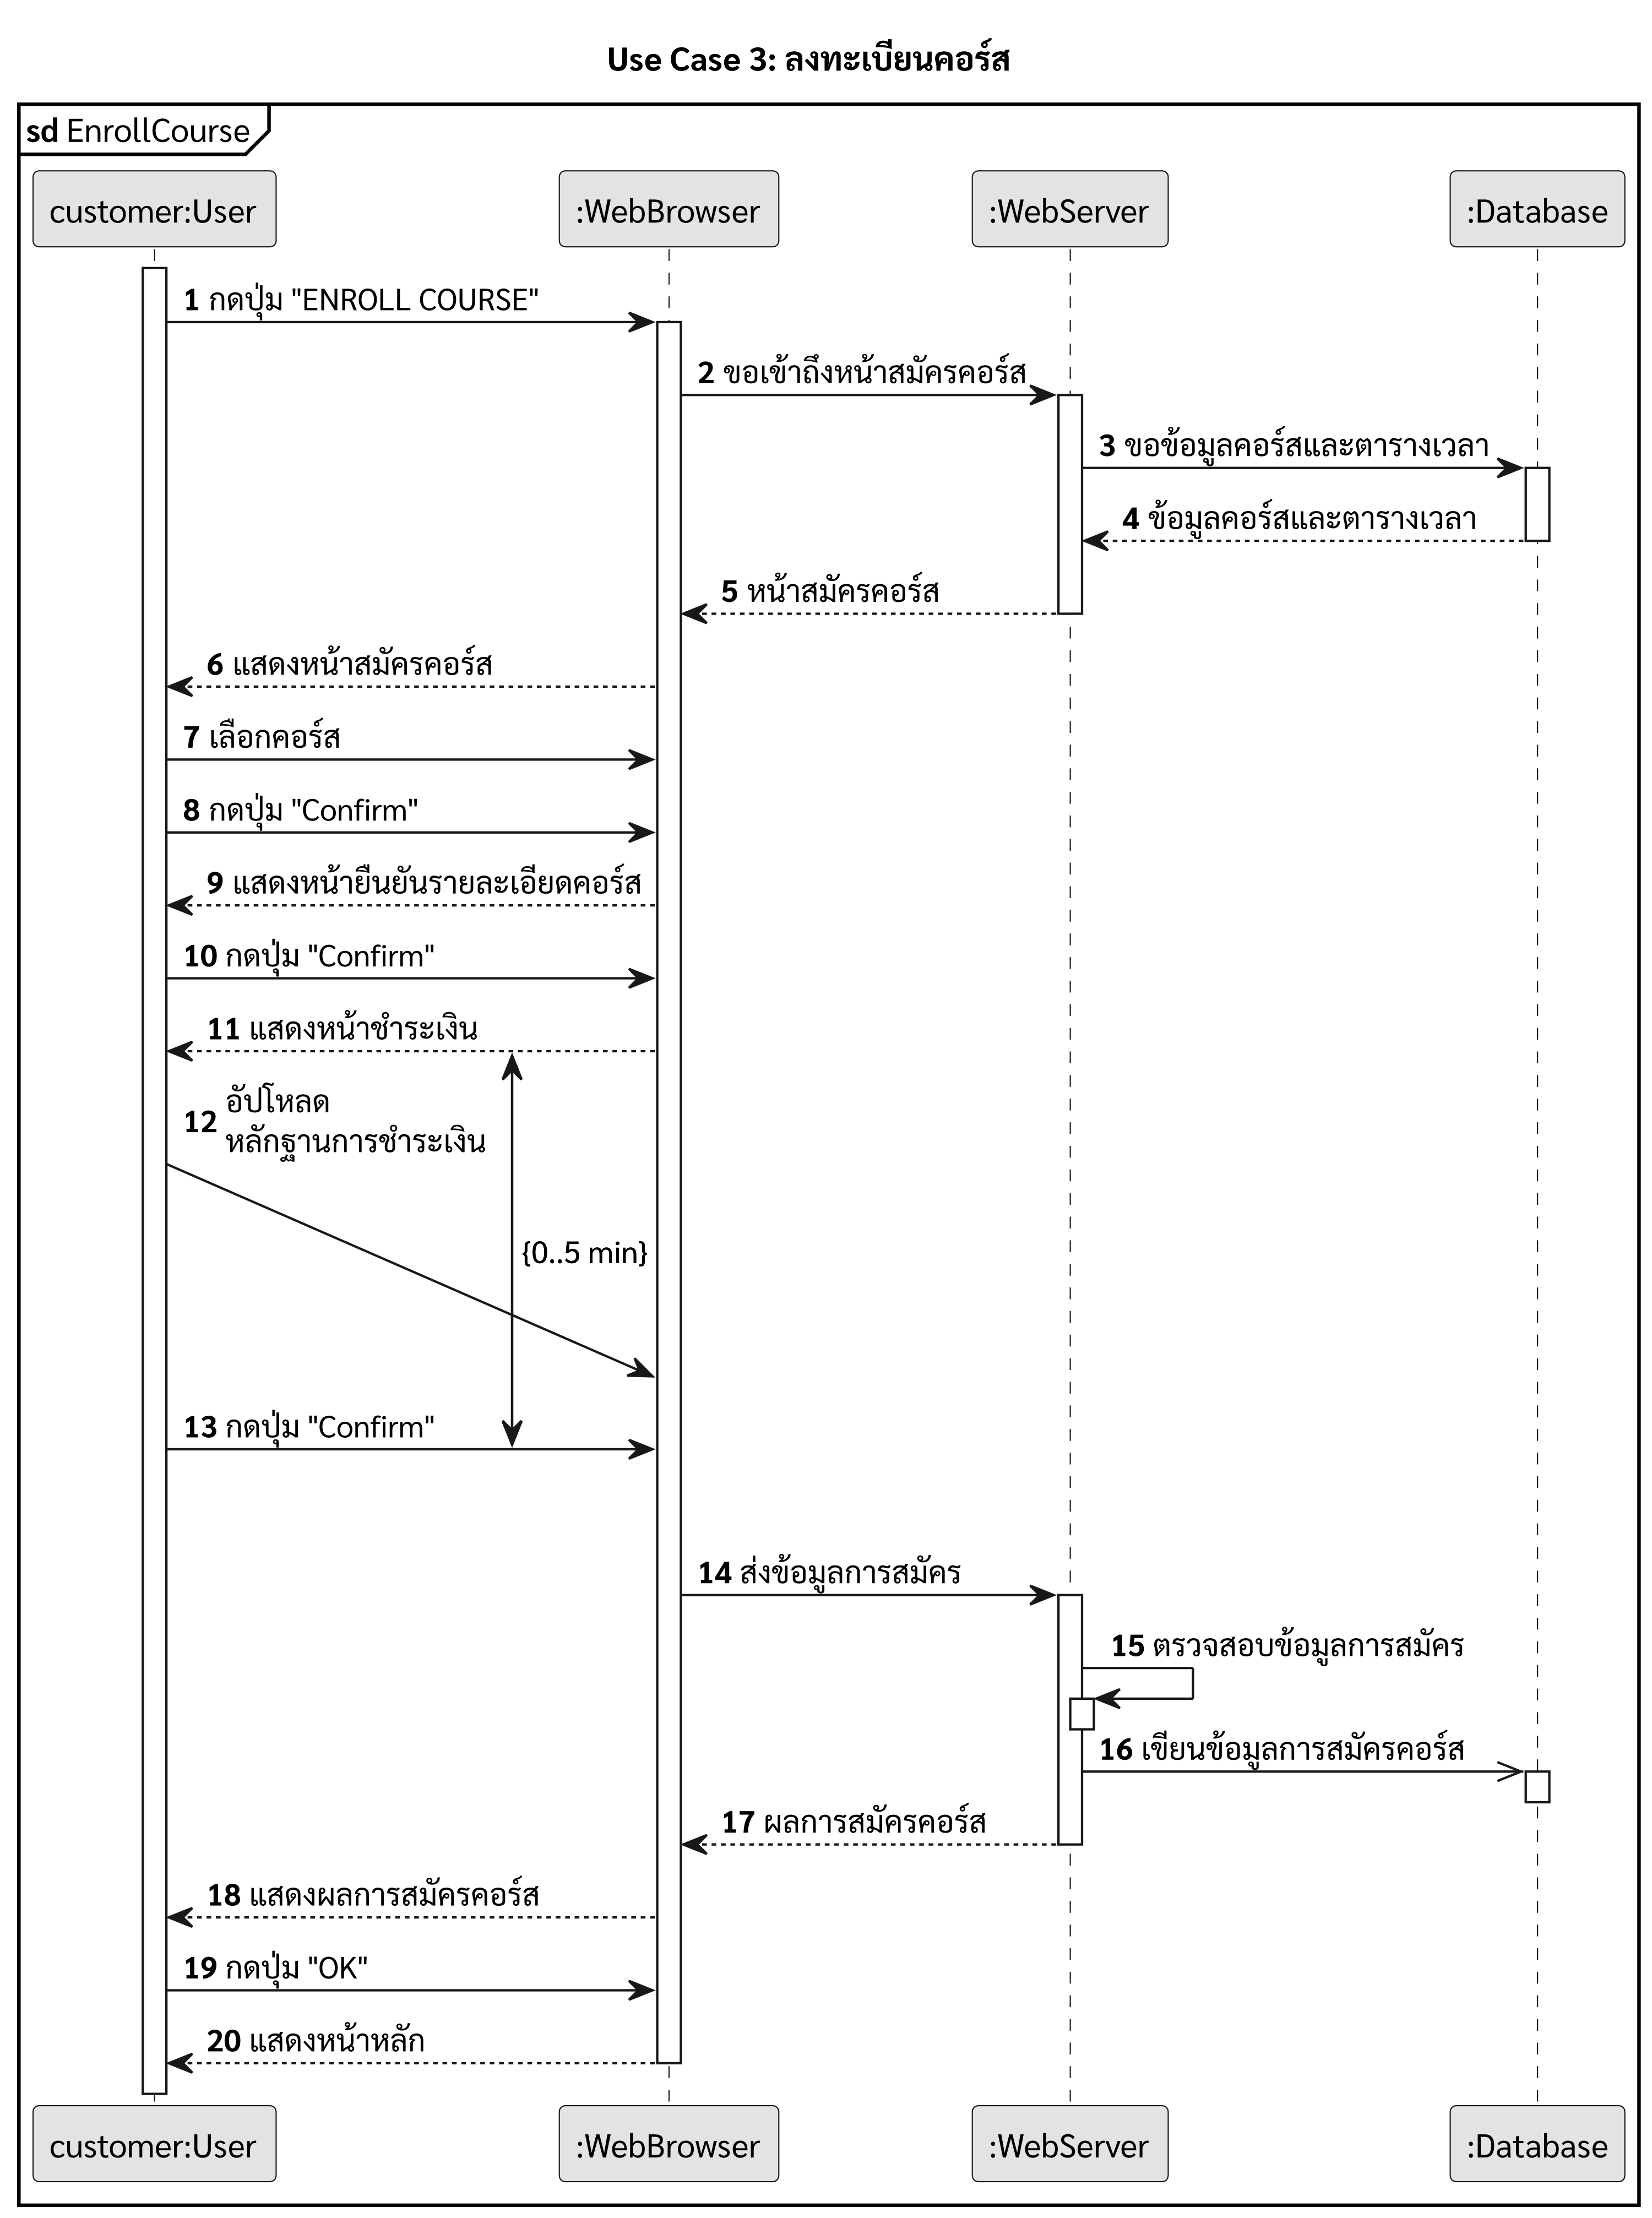 Use Case 3: ลงทะเบียนคอร์ส
sd EnrollCourse
customer:User
:WebBrowser
:WebServer
:Database
1 กดปุ่ม "ENROLL COURSE"
2 ขอเข้าถึงหน้าสมัครคอร์ส
3 ขอข้อมูลคอร์สและตารางเวลา
4 ข้อมูลคอร์สและตารางเวลา
5 หน้าสมัครคอร์ส
6 แสดงหน้าสมัครคอร์ส
7 เลือกคอร์ส
8 กดปุ่ม "Confirm"
9 แสดงหน้ายืนยันรายละเอียดคอร์ส
10 กดปุ่ม "Confirm"
11 แสดงหน้าชำระเงิน
12 อัปโหลด
หลักฐานการชำระเงิน
{0..5 min}
13 กดปุ่ม "Confirm"
14 ส่งข้อมูลการสมัคร
15 ตรวจสอบข้อมูลการสมัคร
16 เขียนข้อมูลการสมัครคอร์ส
17 ผลการสมัครคอร์ส
18 แสดงผลการสมัครคอร์ส
19 กดปุ่ม "OK"
20 แสดงหน้าหลัก
customer:User
:WebBrowser
:WebServer
:Database